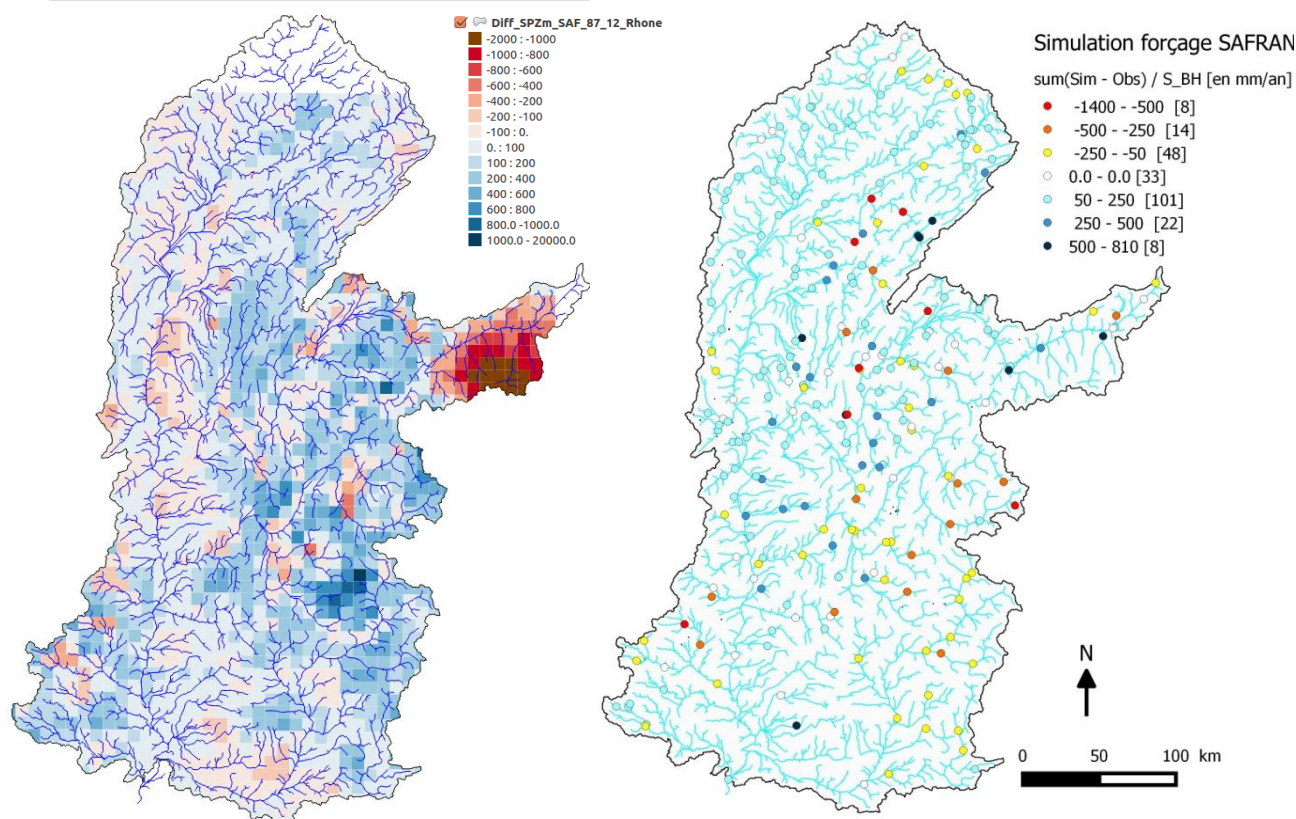 Diff_SPZm_SAF_87_12_Rhone
-2000 : -1000
-1000 : -800
-800 : -600
-600 : -400
-400 : -200
-200 : -100
-100 : 0.
0. : 100
100 : 200
200 : 400
400 : 600
600 : 800
800.0 -1000.0
1000.0 - 20000.0
Simulation forçage SAFRAN
sum(Sim - Obs) / S_BH [en mm/an]
-1400 - -500 [8]
-500 - -250 [14]
-250 - -50 [48]
0.0 - 0.0 [33]
50 - 250 [101]
250 - 500 [22]
500 - 810 [8]
N
0 50 100 km